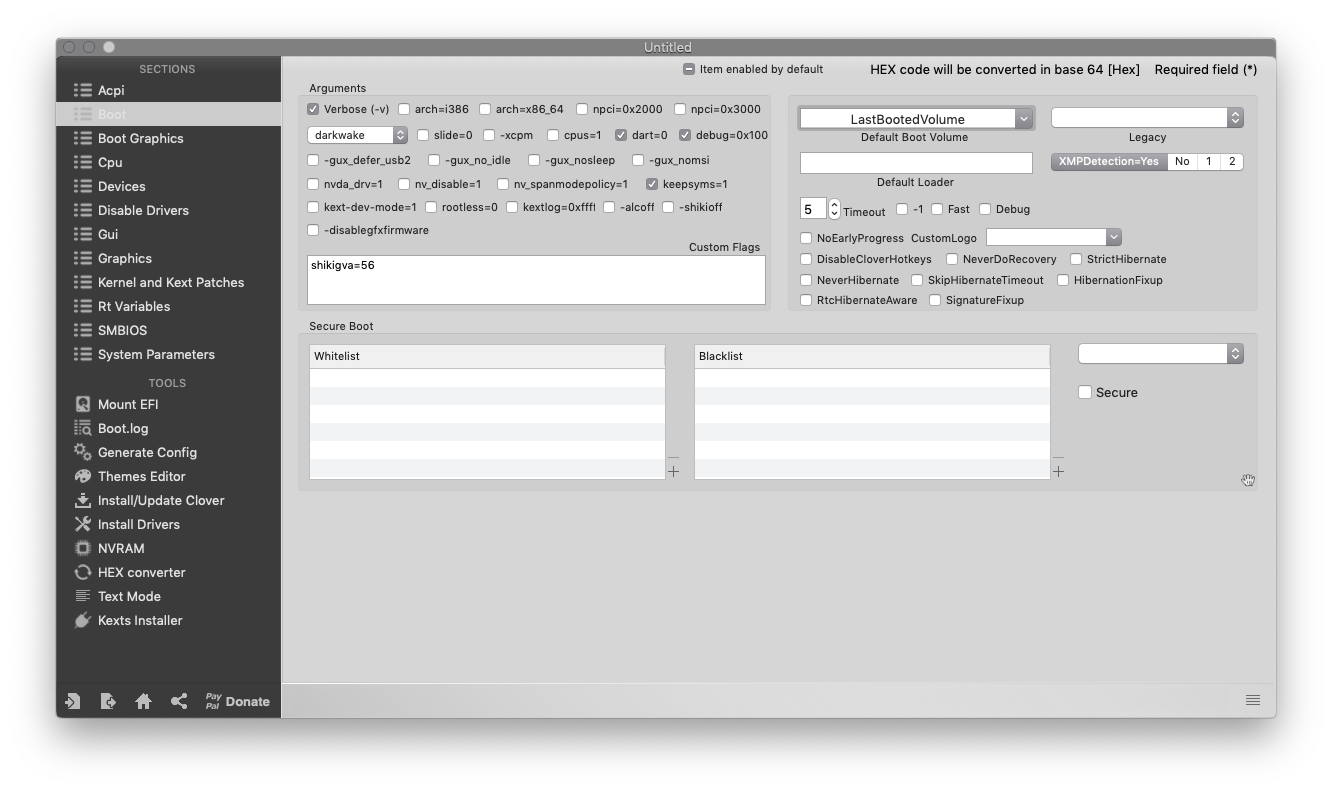 Untitled
SECTIONS
Acpi
Boot
Boot Graphics
Cpu
Devices
Disable Drivers
Gui
Graphics
Kernel and Kext Patches
Rt Variables
SMBIOS
System Parameters
TOOLS
Mount EFI
Boot.log
Generate Config
Themes Editor
Install/Update Clover
Install Drivers
NVRAM
HEX converter
Text Mode
Kexts Installer
Pay Pal Donate
Item enabled by default HEX code will be converted in base 64 [Hex] Required field (*)
Arguments
Verbose (-v) arch=i386 arch=x86_64 npci=0x2000 npci=0x3000
darkwake slide=0 -xcpm cpus=1 dart=0 debug=0x100
-gux_defer_usb2 -gux_no_idle -gux_nosleep -gux_nomsi
nvda_drv=1 nv_disable=1 nv_spanmodepolicy=1 keepsyms=1
kext-dev-mode=1 rootless=0 kextlog=0xffff -alcoff -shikioff
-disablegfxfirmware
Custom Flags
shikigva=56
LastBootedVolume
Default Boot Volume Legacy
XMPDetection=Yes No 1 2
Default Loader
5 Timeout -1 Fast Debug
NoEarlyProgress CustomLogo
DisableCloverHotkeys NeverDoRecovery StrictHibernate
NeverHibernate SkipHibernateTimeout HibernationFixup
RtcHibernateAware SignatureFixup
Secure Boot
Whitelist Blacklist
Secure